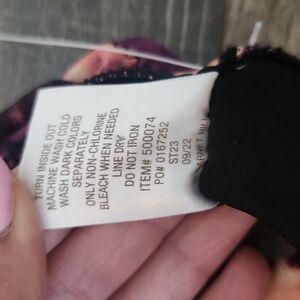 TURN INSIDE OUT
MACHINE WASH COLD
WASH DARK COLORS
SEPARATELY
ONLY NON-CHLORINE
BLEACH WHEN NEEDED
LINE DRY
DO NOT IRON
ITEM# 500074
PO# 0167252
ST23
09/22